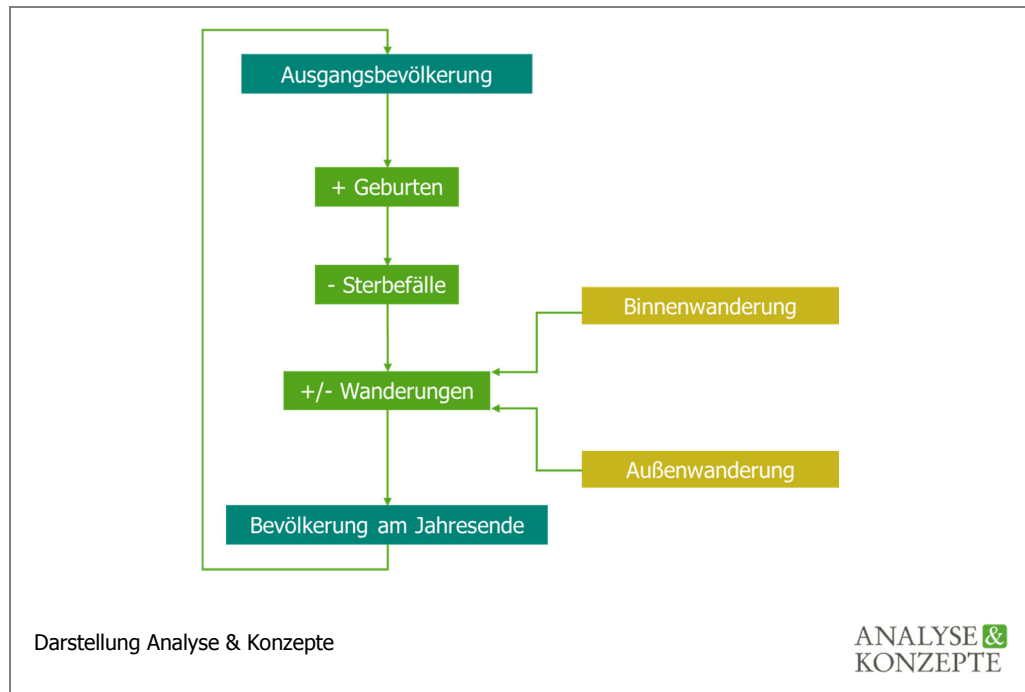 Ausgangsbevölkerung
+ Geburten
- Sterbefälle
Binnenwanderung
+/- Wanderungen
Außenwanderung
Bevölkerung am Jahresende
Darstellung Analyse & Konzepte
ANALYSE &
KONZEPTE